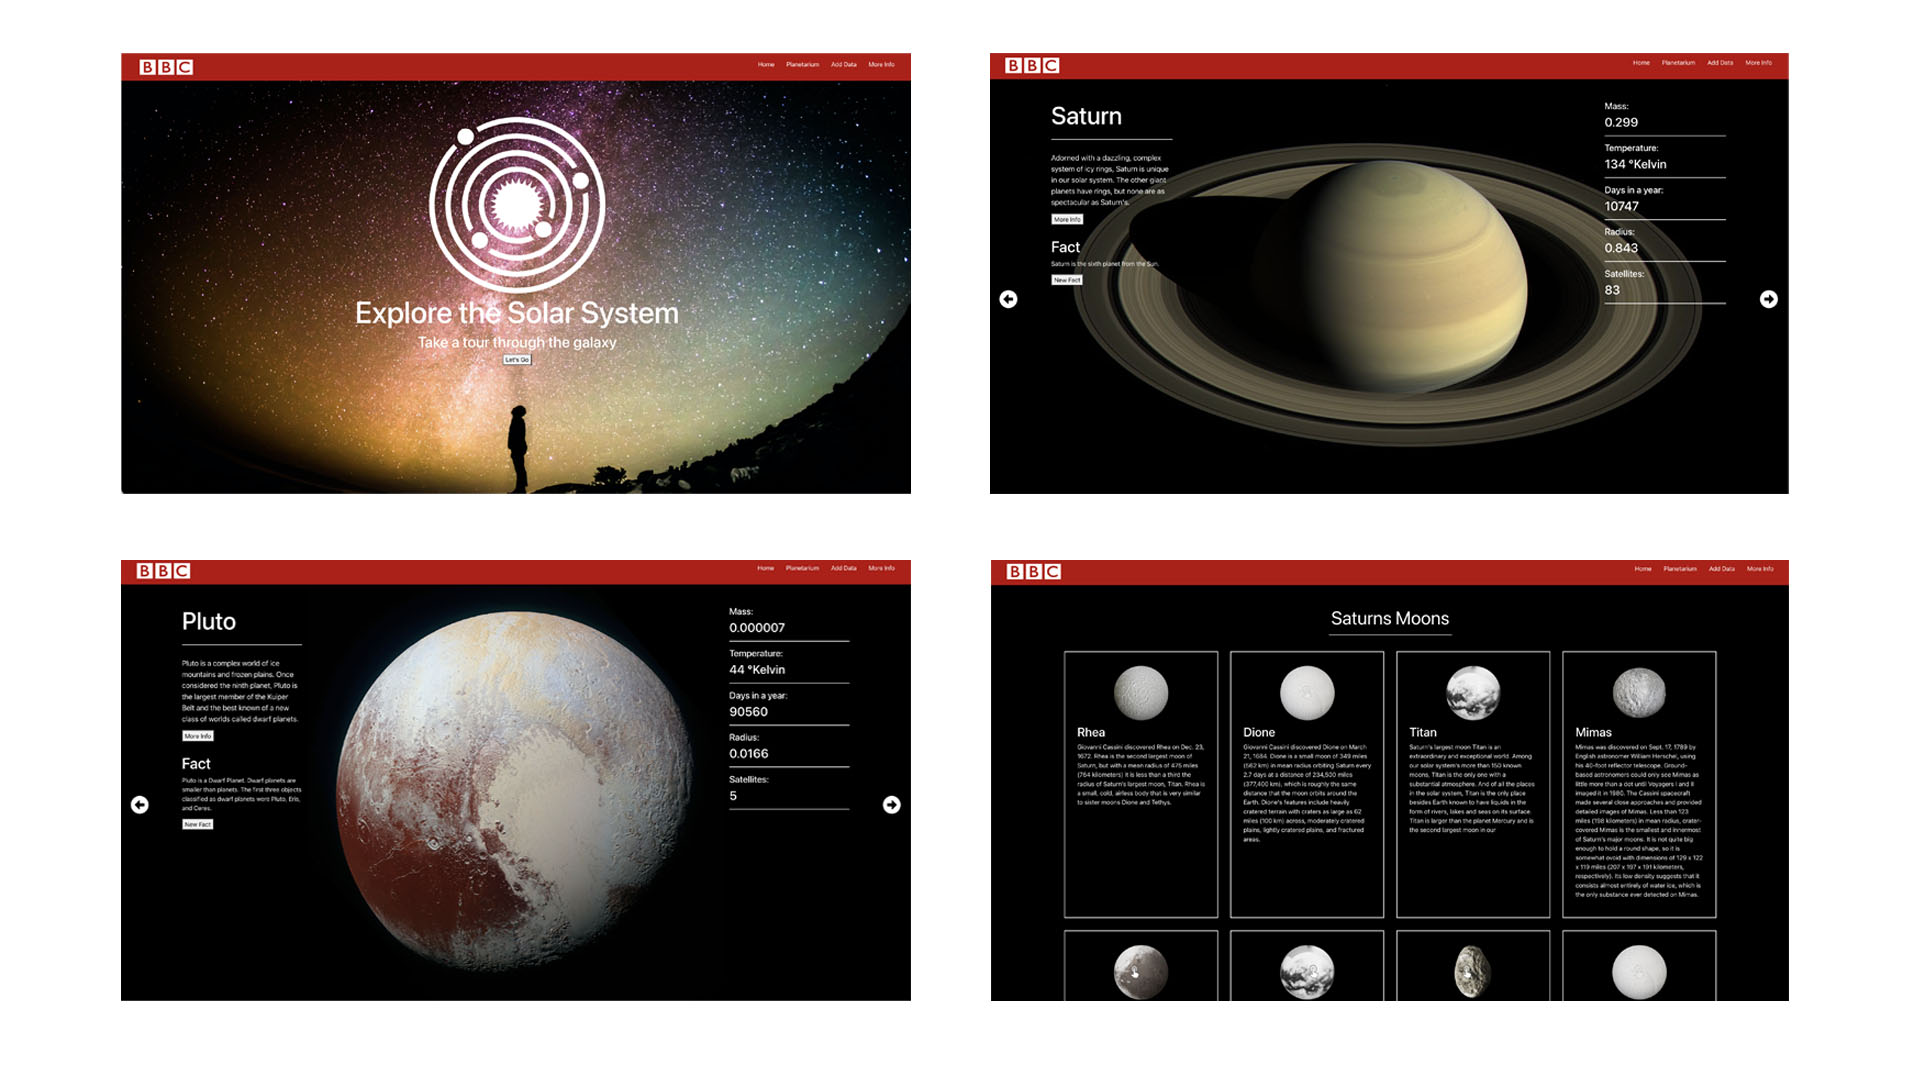 BBC
Home Planetarium Add Data More Info
Explore the Solar System
Take a tour through the galaxy
Let's Go
BBC
Home Planetarium Add Data More Info
Saturn
Adorned with a dazzling, complex
system of icy rings, Saturn is unique
in our solar system. The other giant
planets have rings, but none are as
spectacular as Saturn's.
More Info
Fact
Saturn is the sixth planet from the Sun.
New Fact
Mass:
0.299
Temperature:
134 °Kelvin
Days in a year:
10747
Radius:
0.843
Satellites:
83
BBC
Home Planetarium Add Data More Info
Pluto
Pluto is a complex world of ice
mountains and frozen plains. Once
considered the ninth planet, Pluto is
the largest member of the Kuiper
Belt and the best known of a new
class of worlds called dwarf planets.
More Info
Fact
Pluto is a Dwarf Planet. Dwarf planets are
smaller than planets. The first three objects
classified as dwarf planets were Pluto, Eris,
and Ceres.
New Fact
Mass:
0.000007
Temperature:
44 °Kelvin
Days in a year:
90560
Radius:
0.0166
Satellites:
5
BBC
Home Planetarium Add Data More Info
Saturns Moons
Rhea
Giovanni Cassini discovered Rhea on Dec. 23,
1672. Rhea is the second largest moon of
Saturn, but with a mean radius of 475 miles
(764 kilometers) it is less than a third the
radius of Saturn's largest moon, Titan. Rhea is
a small, cold, airless body that is very similar
to sister moons Dione and Tethys.
Dione
Giovanni Cassini discovered Dione on March
21, 1684. Dione is a small moon of 349 miles
(562 km) in mean radius orbiting Saturn every
2.7 days at a distance of 234,500 miles
(377,400 km), which is roughly the same
distance that the moon orbits around the
Earth. Dione's features include heavily
cratered terrain with craters as large as 62
miles (100 km) across, moderately cratered
plains, lightly cratered plains, and fractured
areas.
Titan
Saturn's largest moon Titan is an
extraordinary and exceptional world. Among
our solar system's more than 150 known
moons, Titan is the only one with a
substantial atmosphere. And of all the places
in the solar system, Titan is the only place
besides Earth known to have liquids in the
form of rivers, lakes and seas on its surface.
Titan is larger than the planet Mercury and is
the second largest moon in our
Mimas
Mimas was discovered on Sept. 17, 1789 by
English astronomer William Herschel, using
his 40-foot reflector telescope. Ground-
based astronomers could only see Mimas as
little more than a dot until Voyagers I and II
imaged it in 1980. The Cassini spacecraft
made several close approaches and provided
detailed images of Mimas. Less than 123
miles (198 kilometers) in mean radius, crater-
covered Mimas is the smallest and innermost
of Saturn's major moons. It is not quite big
enough to hold a round shape, so it is
somewhat ovoid with dimensions of 129 x 122
x 119 miles (207 x 197 x 191 kilometers,
respectively). Its low density suggests that it
consists almost entirely of water ice, which is
the only substance ever detected on Mimas.